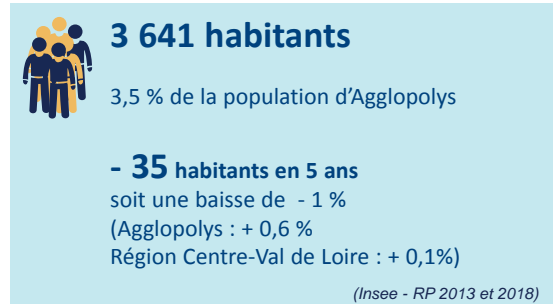 3 641 habitants
3,5 % de la population d'Agglopolys
- 35 habitants en 5 ans
soit une baisse de - 1 %
(Agglopolys : + 0,6 %
Région Centre-Val de Loire : + 0,1%)
(Insee - RP 2013 et 2018)